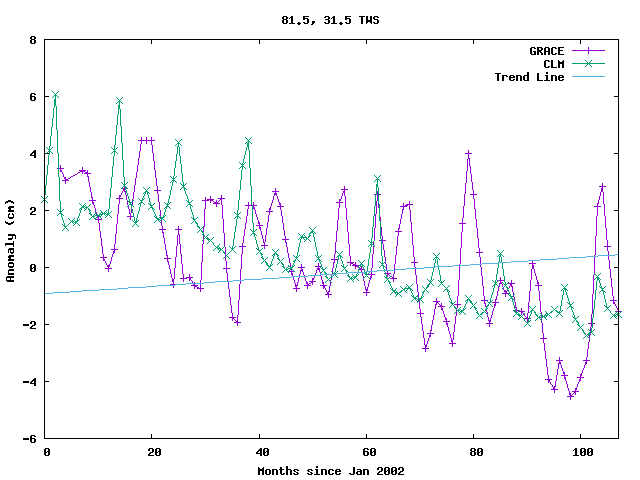 81.5, 31.5 TWS
GRACE
CLM
Trend Line
8
6
4
2
0
-2
-4
-6
Anomaly (cm)
0 20 40 60 80 100
Months since Jan 2002